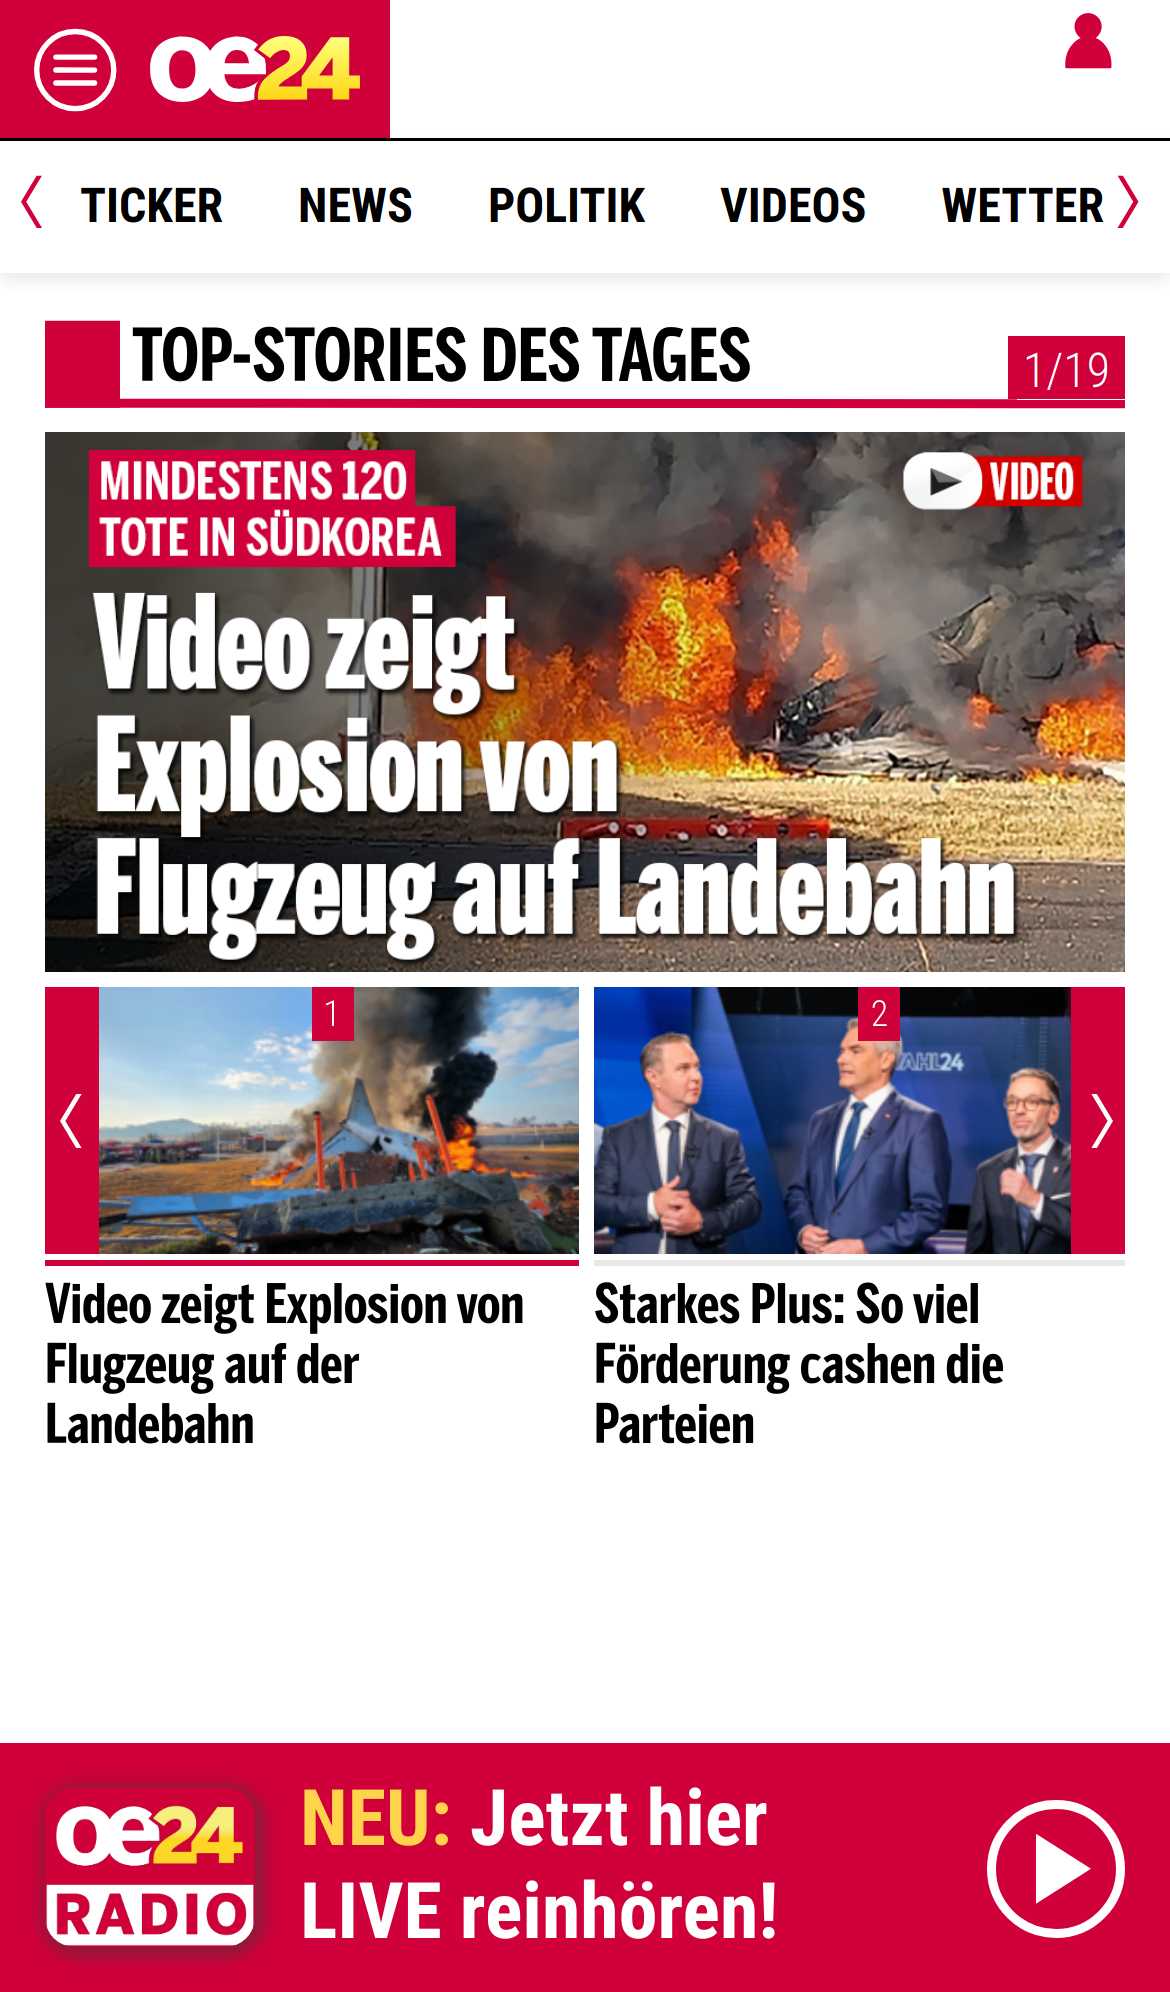 oe24
TICKER NEWS POLITIK VIDEOS WETTER
TOP-STORIES DES TAGES
1/19
MINDESTENS 120
TOTE IN SÜDKOREA
VIDEO
Video zeigt
Explosion von
Flugzeug auf Landebahn
1
2
WAHL24
Video zeigt Explosion von
Flugzeug auf der
Landebahn
Starkes Plus: So viel
Förderung cashen die
Parteien
oe24
RADIO
NEU: Jetzt hier
LIVE reinhören!